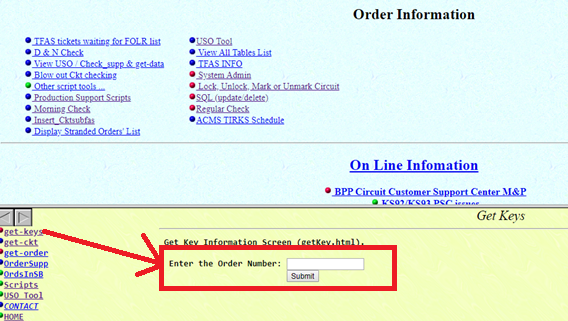 Order Information
TFAS tickets waiting for FOLR list
D & N Check
View USO / Check_supp & get-data
Blow out Ckt checking
Other script tools ...
Production Support Scripts
Morning Check
Insert_Cktsubfas
Display Stranded Orders' List
USO Tool
View All Tables List
TFAS INFO
System Admin
Lock, Unlock, Mark or Unmark Circuit
SQL (update/delete)
Regular Check
ACMS TIRKS Schedule
On Line Infomation
BPP Circuit Customer Support Center M&P
KS92/KS93 PSC issues
get-keys
get-ckt
get-order
OrderSupp
OrdsInSB
Scripts
USO Tool
CONTACT
HOME
Get Keys
Get Key Information Screen (getKey.html).
Enter the Order Number:
Submit